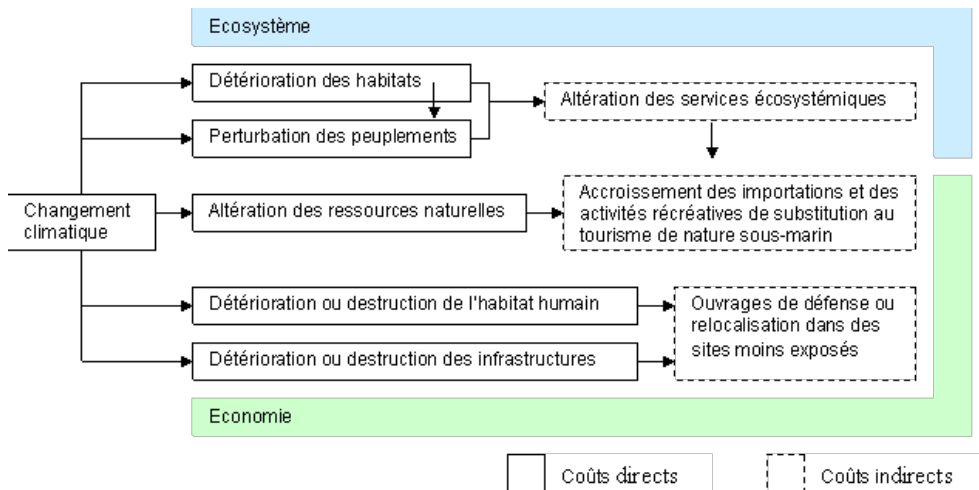 Ecosystème
Détérioration des habitats
Altération des services écosystémiques
Perturbation des peuplements
Changement
climatique
Altération des ressources naturelles
Accroissement des importations et des
activités récréatives de substitution au
tourisme de nature sous-marin
Détérioration ou destruction de l'habitat humain
Détérioration ou destruction des infrastructures
Ouvrages de défense ou
relocalisation dans des
sites moins exposés
Economie
Coûts directs
Coûts indirects